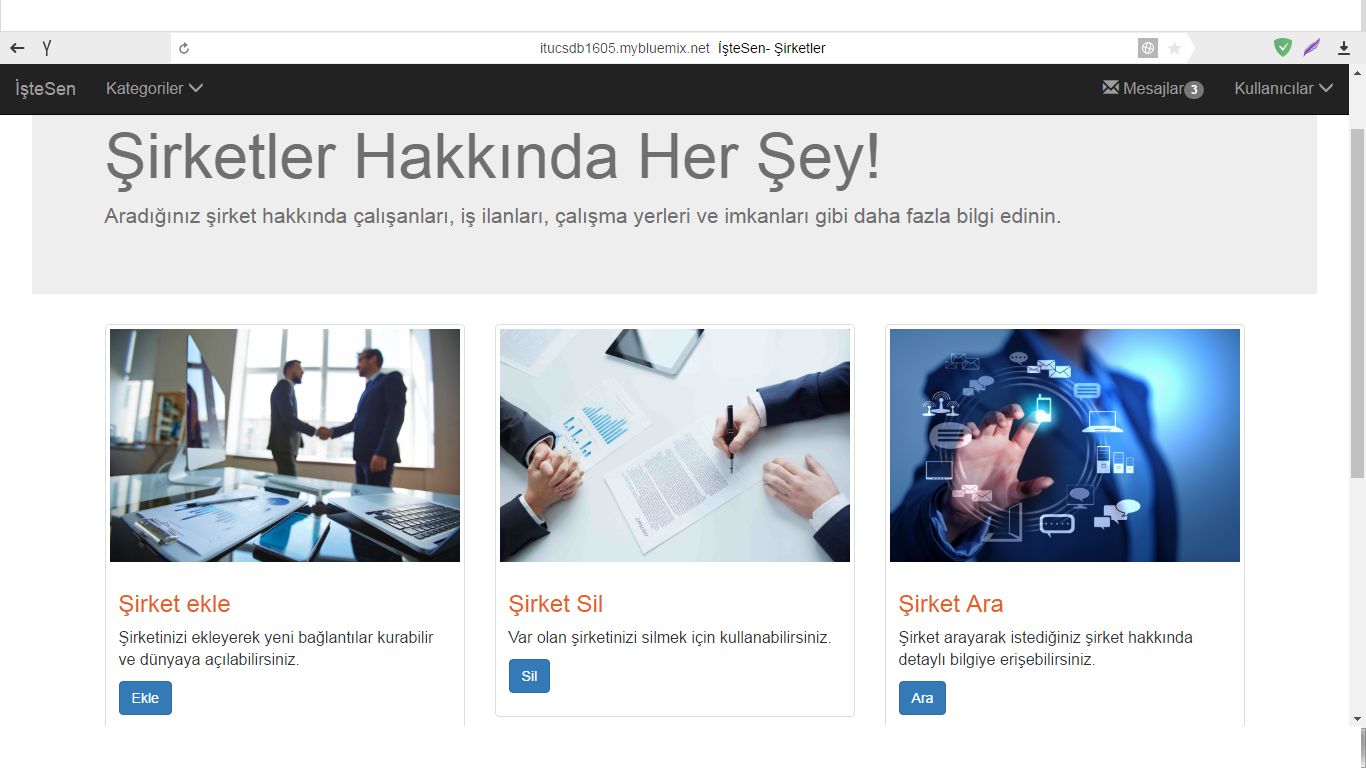 itucsdb1605.mybluemix.net İşteSen- Şirketler
İşteSen Kategoriler Mesajlar 3 Kullanıcılar
Şirketler Hakkında Her Şey!
Aradığınız şirket hakkında çalışanları, iş ilanları, çalışma yerleri ve imkanları gibi daha fazla bilgi edinin.
Şirket ekle
Şirketinizi ekleyerek yeni bağlantılar kurabilir
ve dünyaya açılabilirsiniz.
Ekle
Şirket Sil
Var olan şirketinizi silmek için kullanabilirsiniz.
Sil
Şirket Ara
Şirket arayarak istediğiniz şirket hakkında
detaylı bilgiye erişebilirsiniz.
Ara